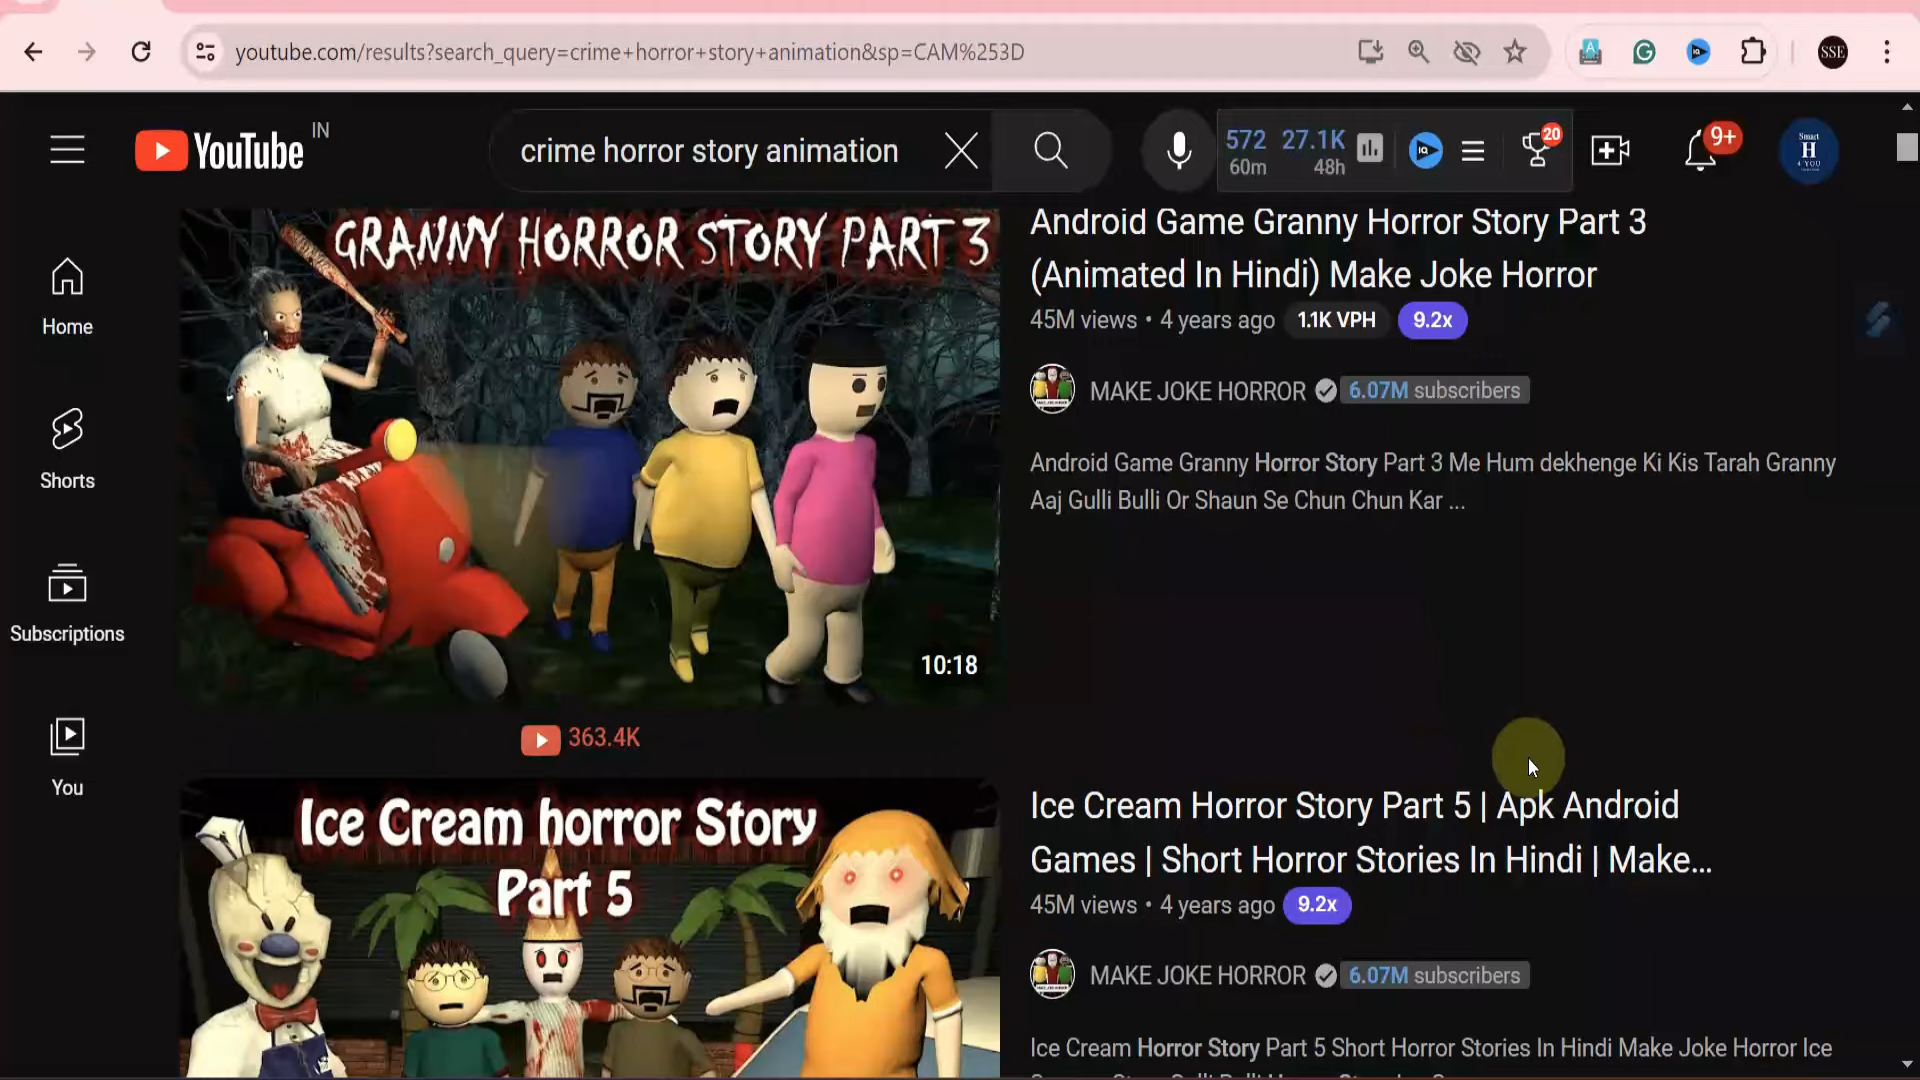 youtube.com/results?search_query=crime+horror+story+animation&sp=CAM%253D
SSE
YouTube IN
crime horror story animation
572 27.1K
60m 48h
IQ
20
9+
Smart
H
4 YOU
Home
Shorts
Subscriptions
You
GRANNY HORROR STORY PART 3
10:18
Android Game Granny Horror Story Part 3
(Animated In Hindi) Make Joke Horror
45M views • 4 years ago 1.1K VPH 9.2x
MAKE JOKE HORROR 6.07M subscribers
Android Game Granny Horror Story Part 3 Me Hum dekhenge Ki Kis Tarah Granny
Aaj Gulli Bulli Or Shaun Se Chun Chun Kar ...
363.4K
Ice Cream horror Story
Part 5
Ice Cream Horror Story Part 5 | Apk Android
Games | Short Horror Stories In Hindi | Make...
45M views • 4 years ago 9.2x
MAKE JOKE HORROR 6.07M subscribers
Ice Cream Horror Story Part 5 Short Horror Stories In Hindi Make Joke Horror Ice